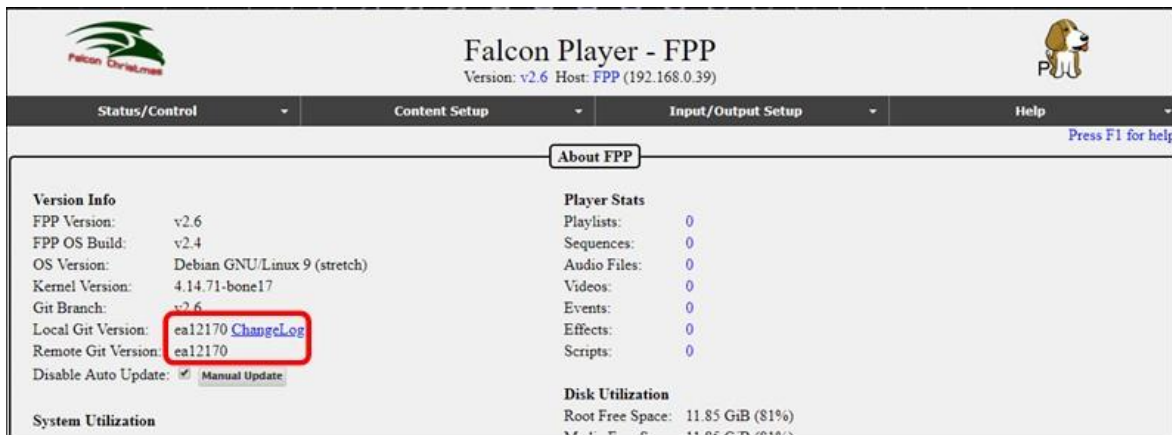 Falcon Christmas
Falcon Player - FPP
Version: v2.6 Host: FPP (192.168.0.39)
Status/Control
Content Setup
Input/Output Setup
Help
Press F1 for help
About FPP
Version Info
FPP Version: v2.6
FPP OS Build: v2.4
OS Version: Debian GNU/Linux 9 (stretch)
Kernel Version: 4.14.71-bone17
Git Branch: v2.6
Local Git Version: ea12170 ChangeLog
Remote Git Version: ea12170
Disable Auto Update: Manual Update
System Utilization
Player Stats
Playlists: 0
Sequences: 0
Audio Files: 0
Videos: 0
Events: 0
Effects: 0
Scripts: 0
Disk Utilization
Root Free Space: 11.85 GiB (81%)